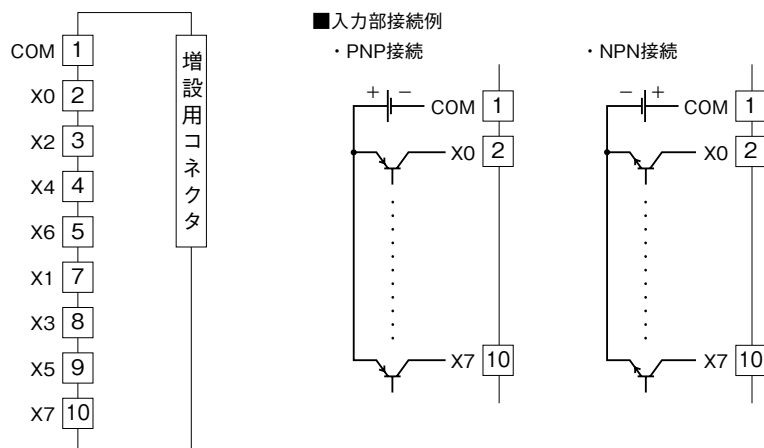 COM 1
X0 2
X2 3
X4 4
X6 5
X1 7
X3 8
X5 9
X7 10
増設用コネクタ
■入力部接続例
・PNP接続
+ −
COM 1
X0 2
X7 10
・NPN接続
− +
COM 1
X0 2
X7 10